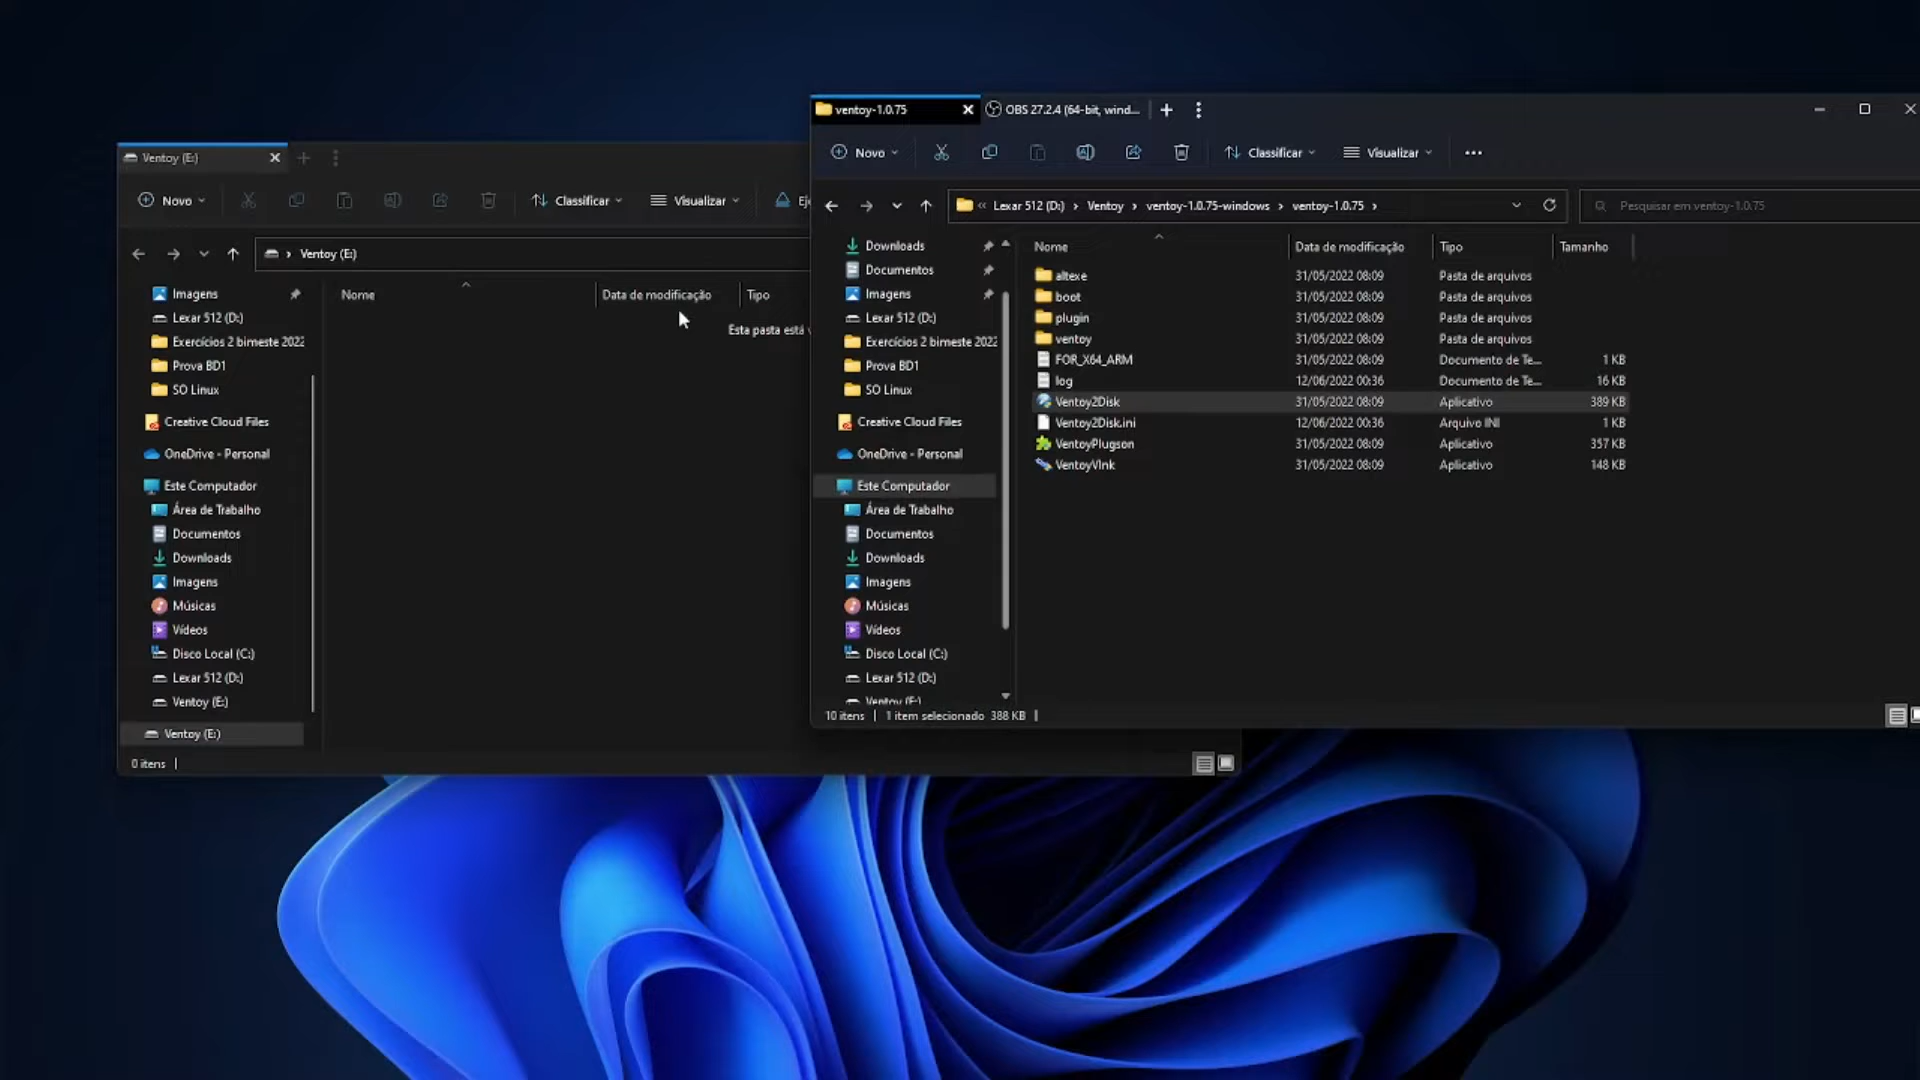 Ventoy (E:)
Novo
Classificar
Visualizar
Ventoy (E:)
Nome
Data de modificação
Tipo
Esta pasta está
Imagens
Lexar 512 (D:)
Exercícios 2 bimeste 2022
Prova BD1
SO Linux
Creative Cloud Files
OneDrive - Personal
Este Computador
Área de Trabalho
Documentos
Downloads
Imagens
Músicas
Vídeos
Disco Local (C:)
Lexar 512 (D:)
Ventoy (E:)
Ventoy (E:)
0 itens
ventoy-1.0.75
OBS 27.2.4 (64-bit, wind...
Novo
Classificar
Visualizar
Lexar 512 (D:) Ventoy ventoy-1.0.75-windows ventoy-1.0.75
Pesquisar em ventoy-1.0.75
Downloads
Documentos
Imagens
Lexar 512 (D:)
Exercícios 2 bimeste 2022
Prova BD1
SO Linux
Creative Cloud Files
OneDrive - Personal
Este Computador
Área de Trabalho
Documentos
Downloads
Imagens
Músicas
Vídeos
Disco Local (C:)
Lexar 512 (D:)
Ventoy (E:)
Nome Data de modificação Tipo Tamanho
altexe 31/05/2022 08:09 Pasta de arquivos
boot 31/05/2022 08:09 Pasta de arquivos
plugin 31/05/2022 08:09 Pasta de arquivos
ventoy 31/05/2022 08:09 Pasta de arquivos
FOR_X64_ARM 31/05/2022 08:09 Documento de Te... 1 KB
log 12/06/2022 00:36 Documento de Te... 16 KB
Ventoy2Disk 31/05/2022 08:09 Aplicativo 389 KB
Ventoy2Disk.ini 12/06/2022 00:36 Arquivo INI 1 KB
VentoyPlugson 31/05/2022 08:09 Aplicativo 357 KB
VentoyVlnk 31/05/2022 08:09 Aplicativo 148 KB
10 itens 1 item selecionado 388 KB